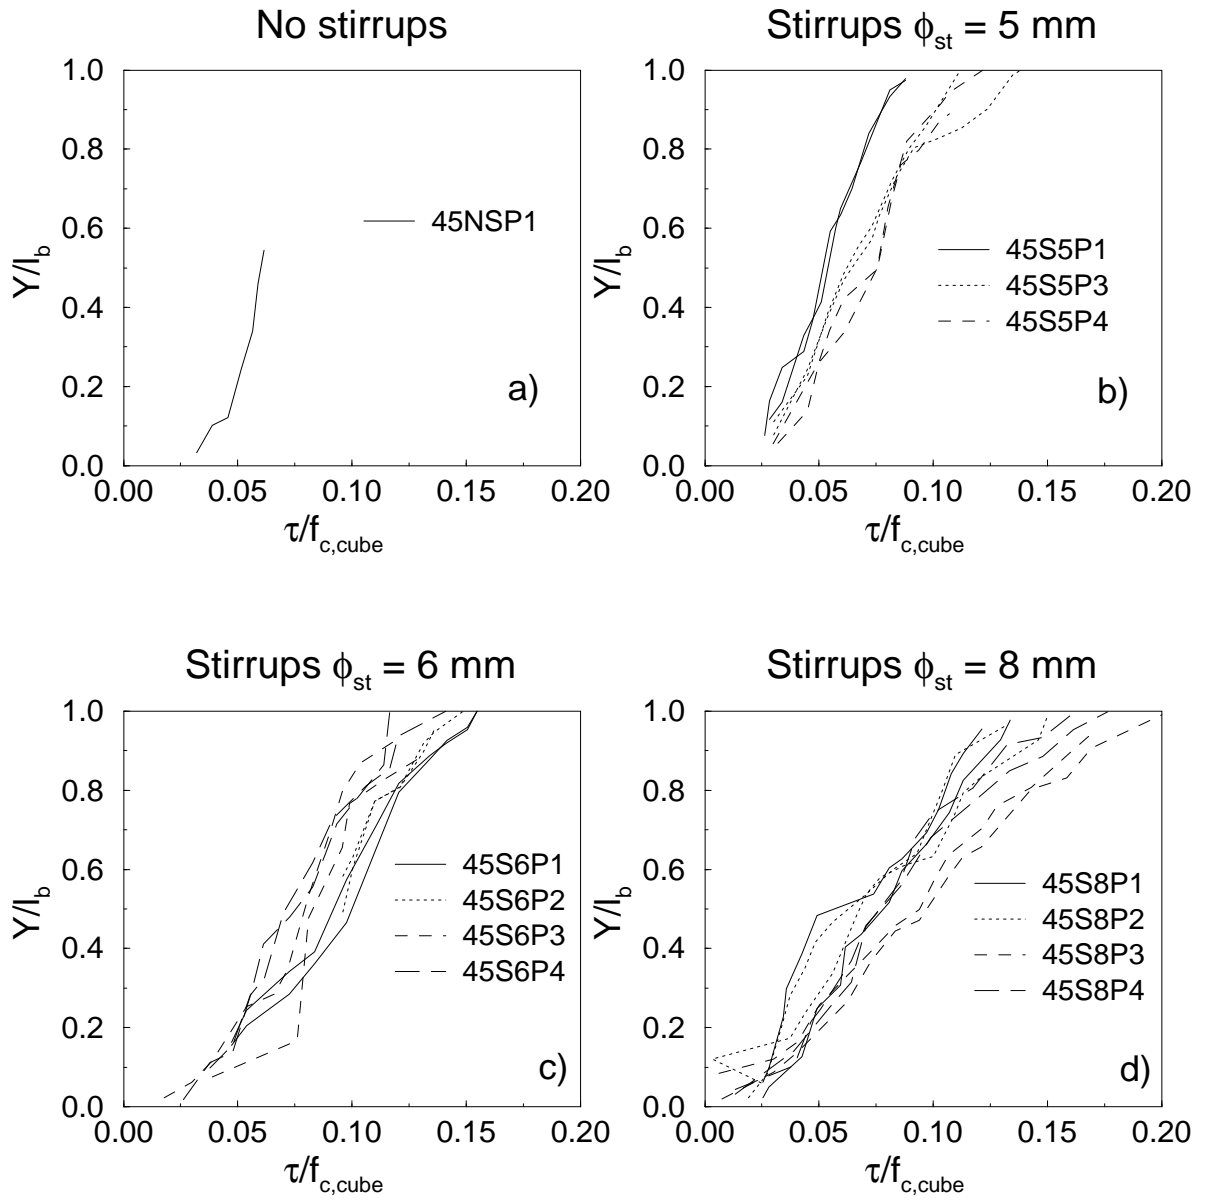 No stirrups
1.0
0.8
0.6
0.4
0.2
0.0
Y/l_b
45NSP1
a)
0.00 0.05 0.10 0.15 0.20
τ/f_c,cube
Stirrups ϕ_st = 5 mm
1.0
0.8
0.6
0.4
0.2
0.0
Y/l_b
45S5P1
45S5P3
45S5P4
b)
0.00 0.05 0.10 0.15 0.20
τ/f_c,cube
Stirrups ϕ_st = 6 mm
1.0
0.8
0.6
0.4
0.2
0.0
Y/l_b
45S6P1
45S6P2
45S6P3
45S6P4
c)
0.00 0.05 0.10 0.15 0.20
τ/f_c,cube
Stirrups ϕ_st = 8 mm
1.0
0.8
0.6
0.4
0.2
0.0
Y/l_b
45S8P1
45S8P2
45S8P3
45S8P4
d)
0.00 0.05 0.10 0.15 0.20
τ/f_c,cube